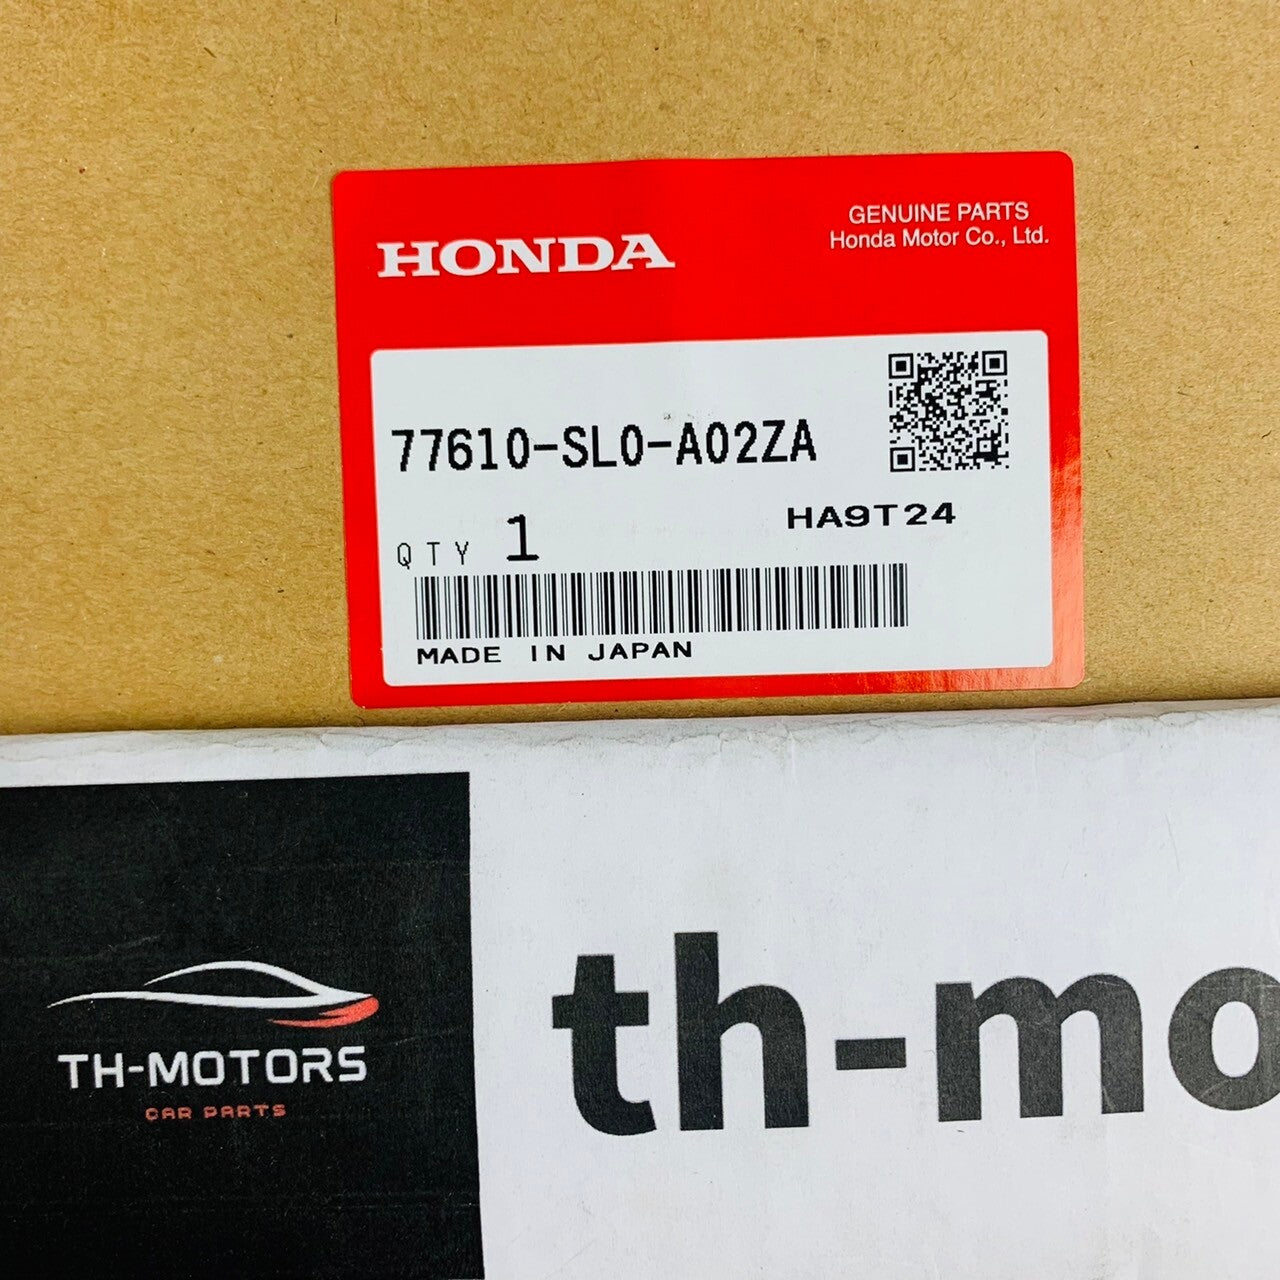 HONDA
GENUINE PARTS
Honda Motor Co., Ltd.
77610-SL0-A02ZA
HA9T24
QTY 1
MADE IN JAPAN
TH-MOTORS
CAR PARTS
th-mo